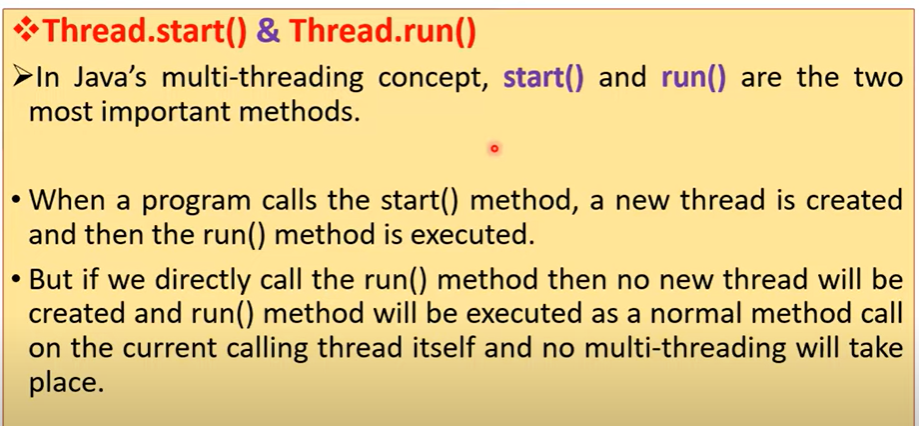 ❖Thread.start() & Thread.run()
➢In Java's multi-threading concept, start() and run() are the two
most important methods.
• When a program calls the start() method, a new thread is created
and then the run() method is executed.
• But if we directly call the run() method then no new thread will be
created and run() method will be executed as a normal method call
on the current calling thread itself and no multi-threading will take
place.